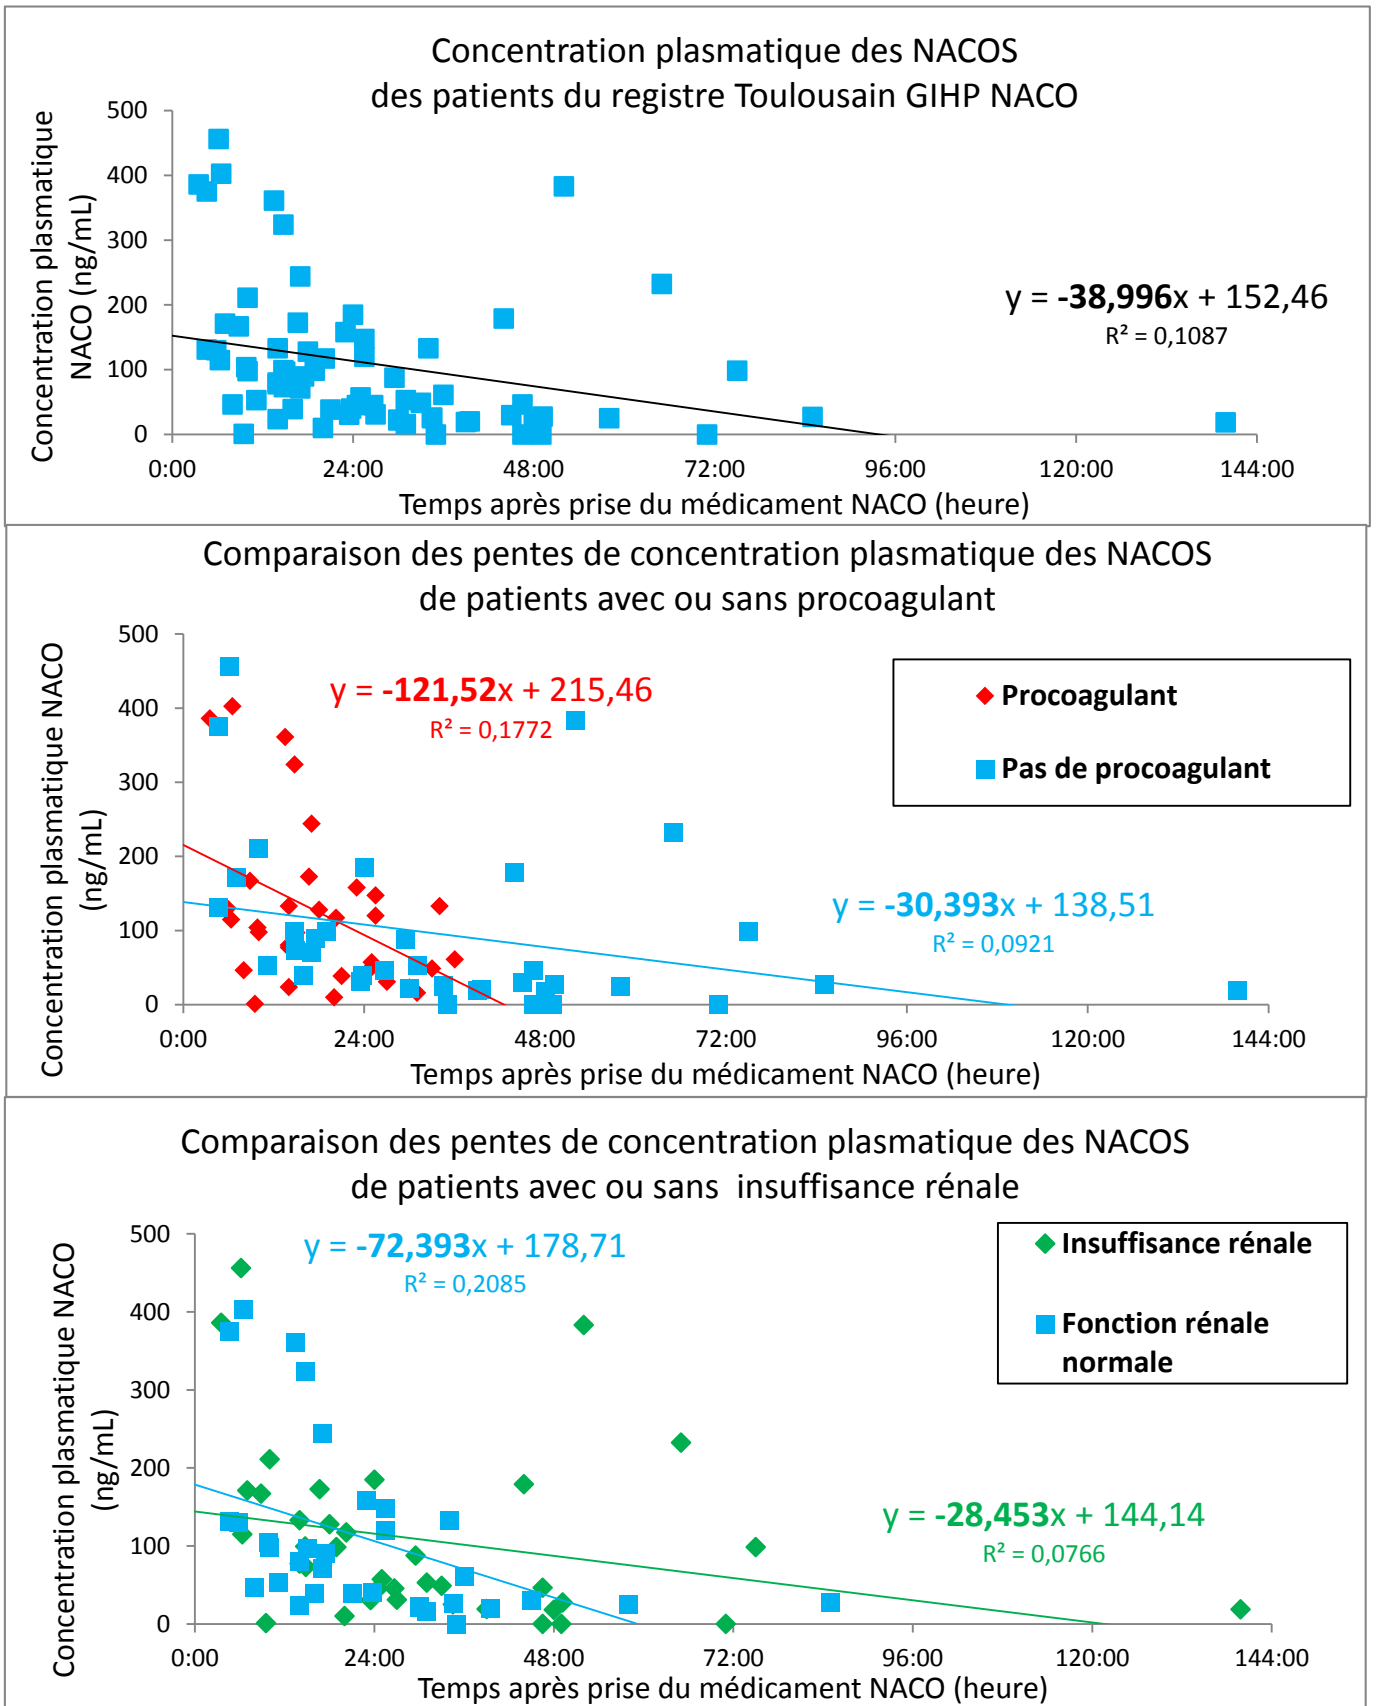 Concentration plasmatique des NACOS
des patients du registre Toulousain GIHP NACO
Concentration plasmatique
NACO (ng/mL)
500
400
300
200
100
0
y = -38,996x + 152,46
R² = 0,1087
0:00 24:00 48:00 72:00 96:00 120:00 144:00
Temps après prise du médicament NACO (heure)
Comparaison des pentes de concentration plasmatique des NACOS
de patients avec ou sans procoagulant
Concentration plasmatique NACO
(ng/mL)
500
400
300
200
100
0
y = -121,52x + 215,46
R² = 0,1772
Procoagulant
Pas de procoagulant
y = -30,393x + 138,51
R² = 0,0921
0:00 24:00 48:00 72:00 96:00 120:00 144:00
Temps après prise du médicament NACO (heure)
Comparaison des pentes de concentration plasmatique des NACOS
de patients avec ou sans insuffisance rénale
Concentration plasmatique NACO
(ng/mL)
500
400
300
200
100
0
y = -72,393x + 178,71
R² = 0,2085
Insuffisance rénale
Fonction rénale
normale
y = -28,453x + 144,14
R² = 0,0766
0:00 24:00 48:00 72:00 96:00 120:00 144:00
Temps après prise du médicament NACO (heure)